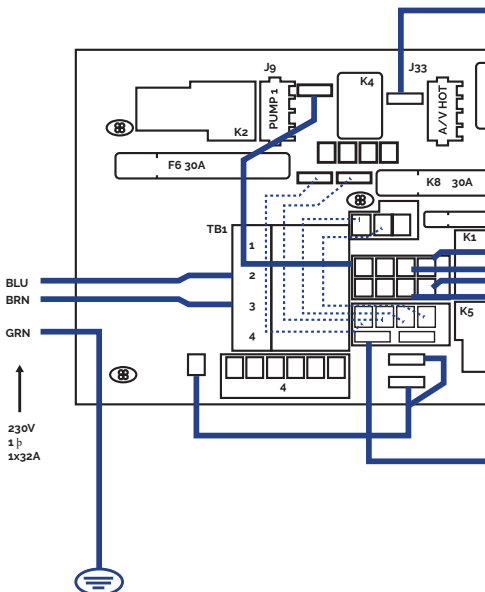 J9
J33
PUMP 1
K4
A/V HOT
K2
F6 30A
K8 30A
TB1
1
K1
2
3
K5
4
4
BLU
BRN
GRN
230V
1 þ
1x32A